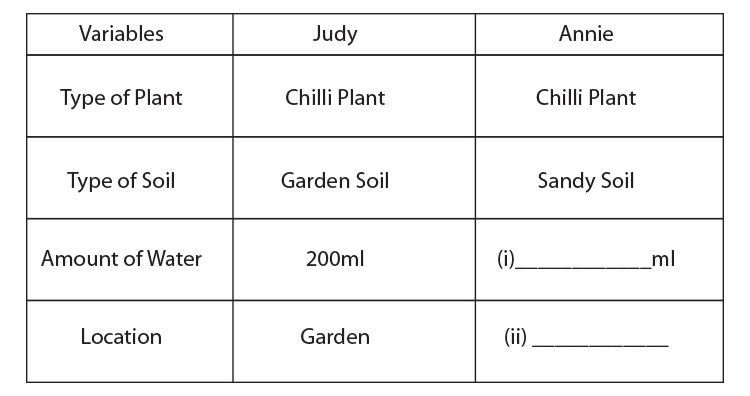 Variables Judy Annie
Type of Plant Chilli Plant Chilli Plant
Type of Soil Garden Soil Sandy Soil
Amount of Water 200ml (i)____________ml
Location Garden (ii) ____________